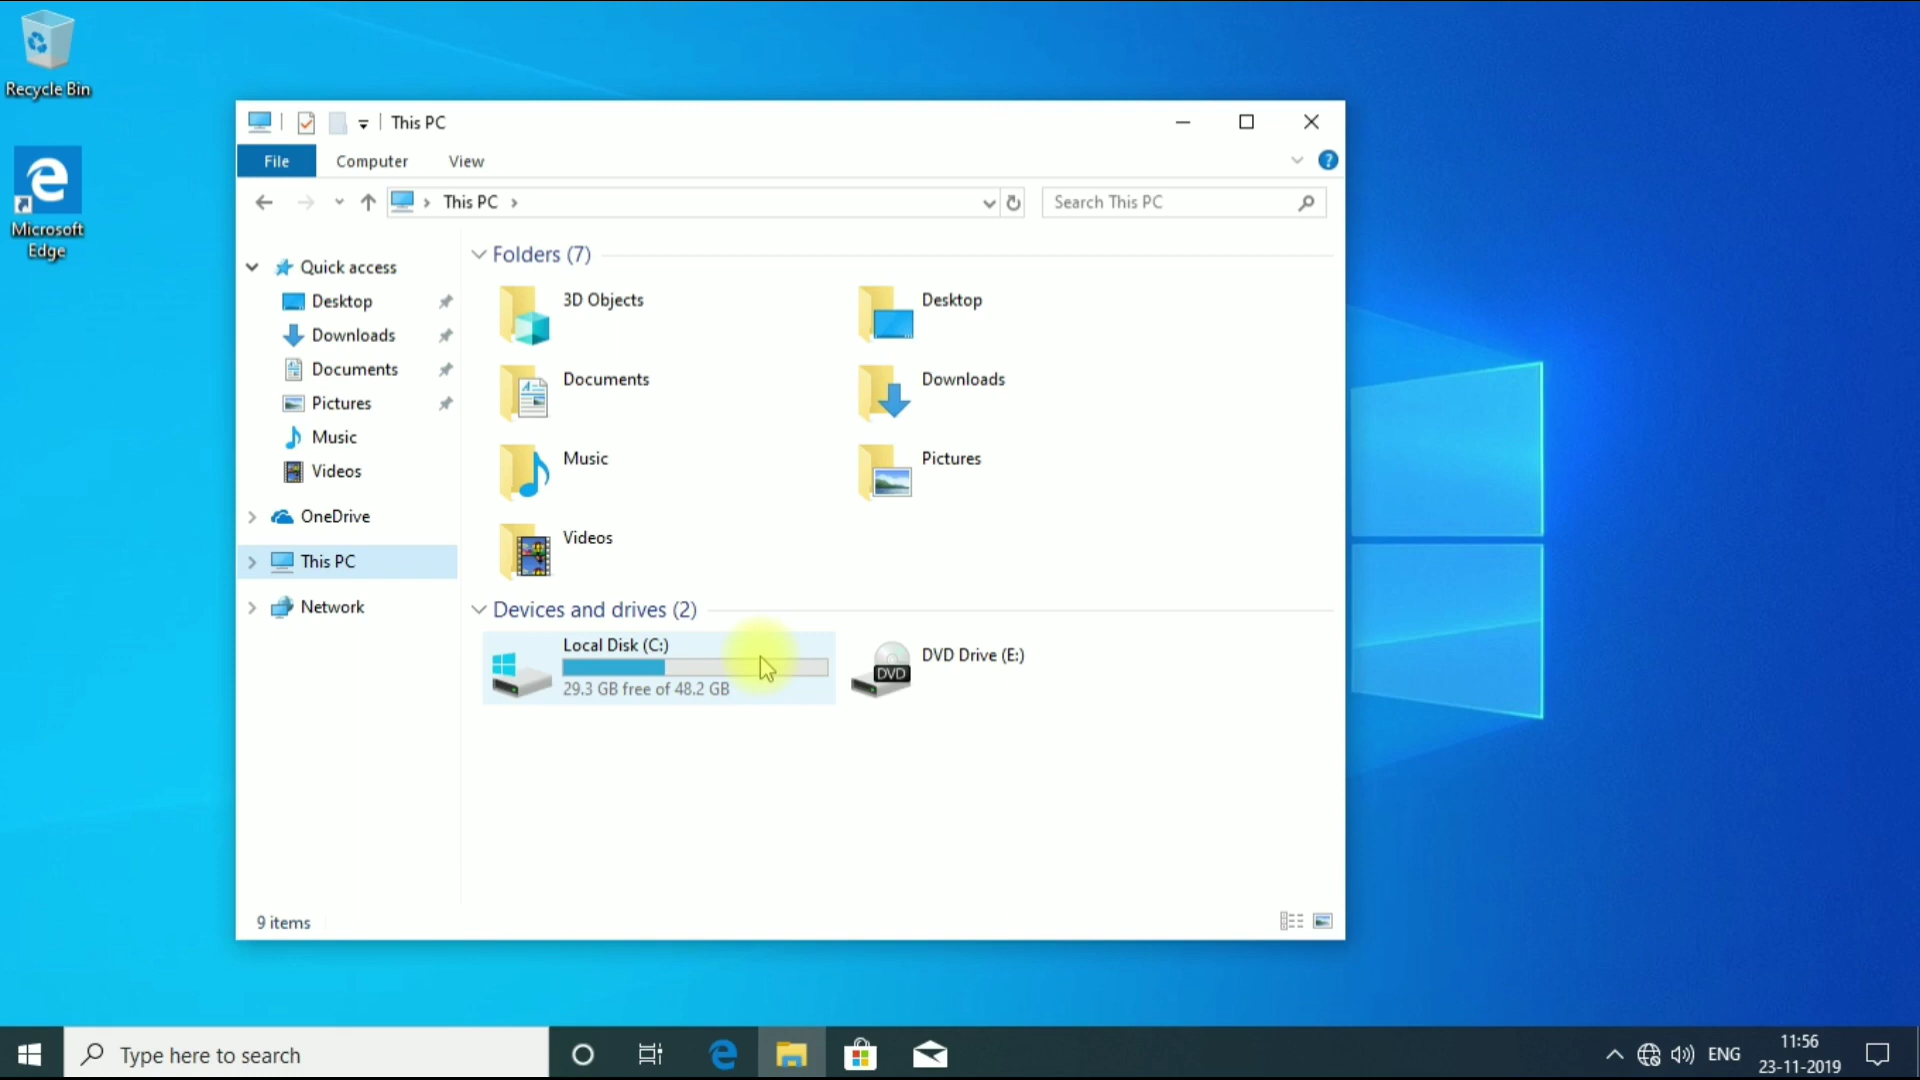 Recycle Bin
Microsoft
Edge
This PC
File
Computer
View
?
This PC
Search This PC
Quick access
Desktop
Downloads
Documents
Pictures
Music
Videos
OneDrive
This PC
Network
Folders (7)
3D Objects
Desktop
Documents
Downloads
Music
Pictures
Videos
Devices and drives (2)
Local Disk (C:)
29.3 GB free of 48.2 GB
DVD
DVD Drive (E:)
9 items
Type here to search
ENG
11:56
23-11-2019